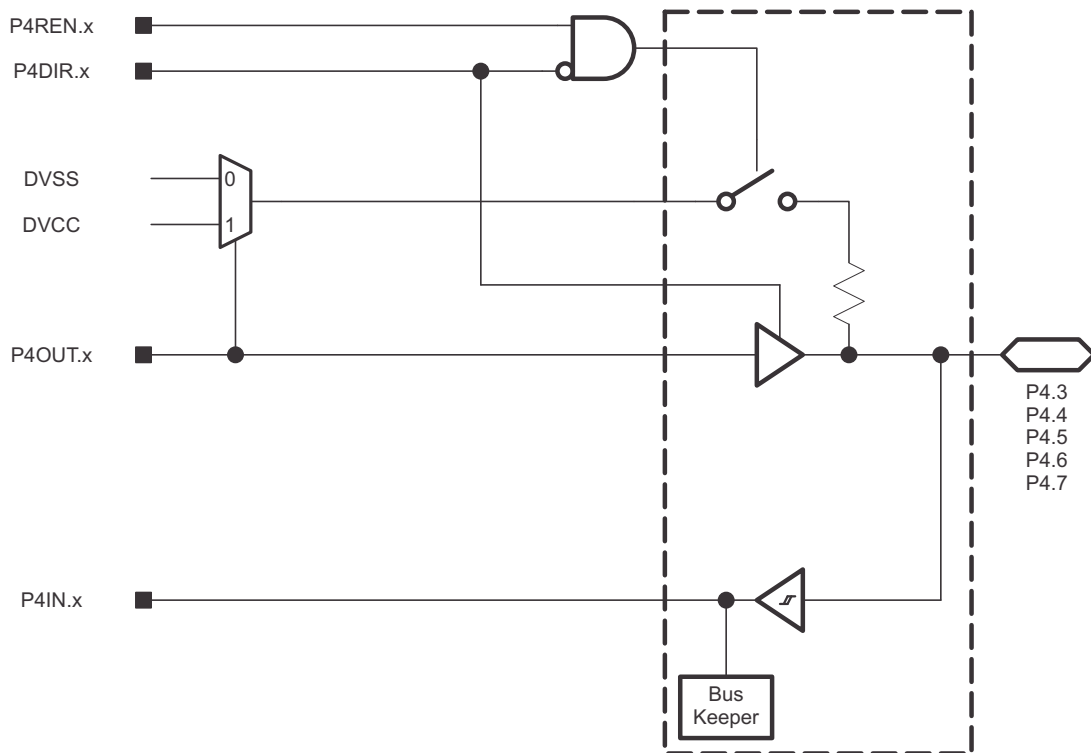 P4REN.x
P4DIR.x
DVSS
0
DVCC
1
P4OUT.x
P4.3
P4.4
P4.5
P4.6
P4.7
P4IN.x
Bus
Keeper